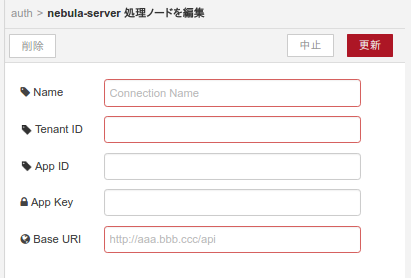 auth > nebula-server 処理ノードを編集
削除 中止 更新
Name Connection Name
Tenant ID
App ID
App Key
Base URI http://aaa.bbb.ccc/api